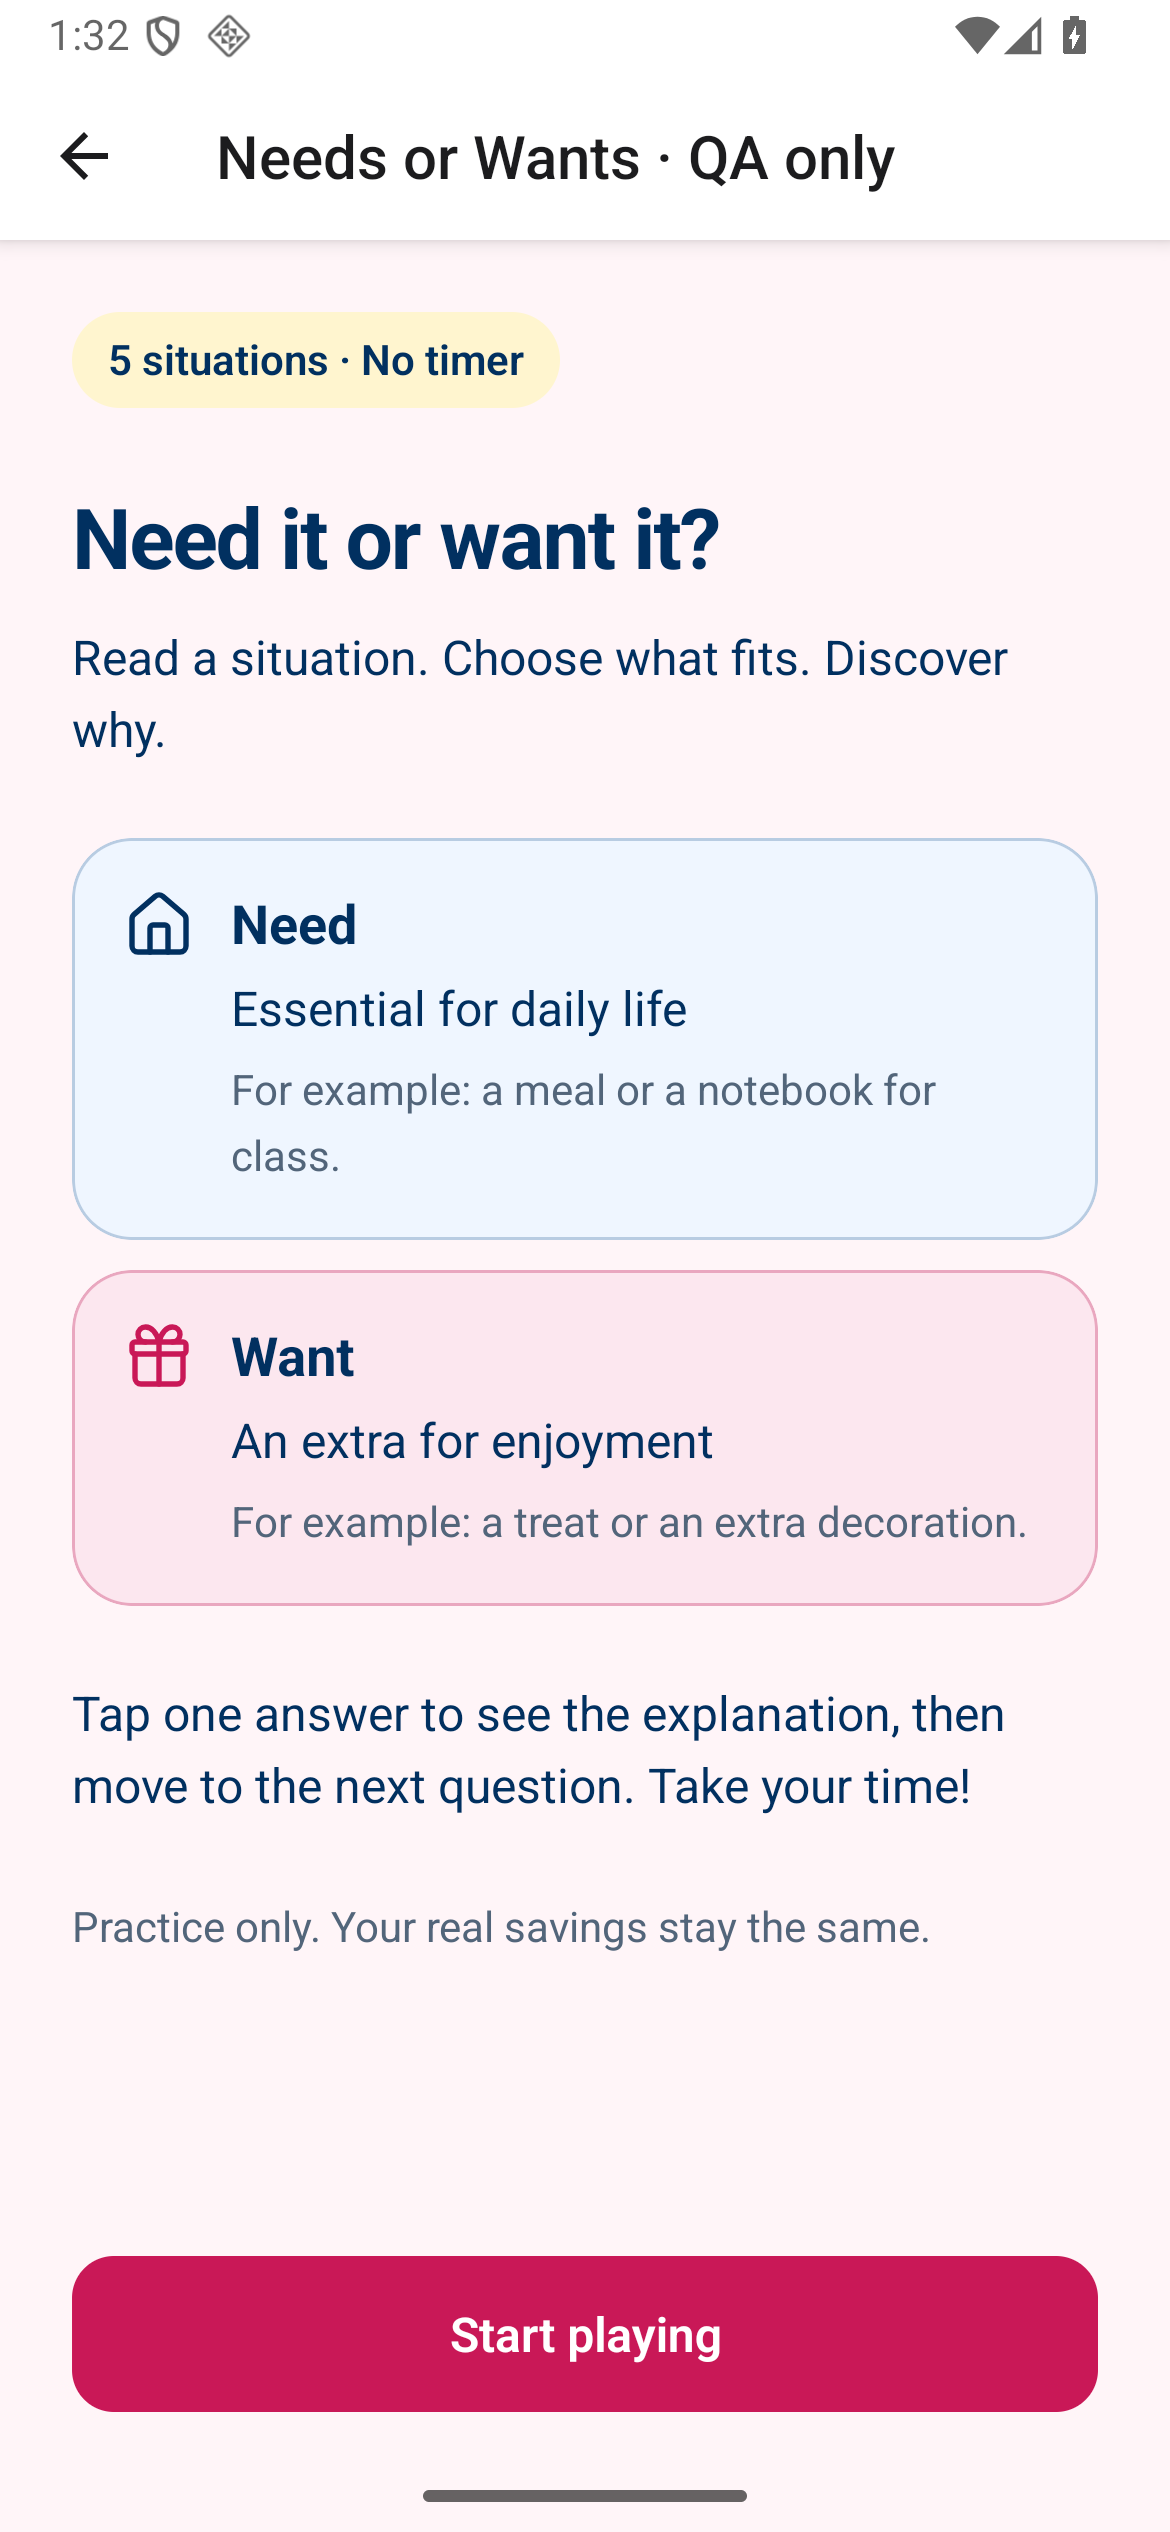 1:32
Needs or Wants · QA only
5 situations · No timer
Need it or want it?
Read a situation. Choose what fits. Discover
why.
Need
Essential for daily life
For example: a meal or a notebook for
class.
Want
An extra for enjoyment
For example: a treat or an extra decoration.
Tap one answer to see the explanation, then
move to the next question. Take your time!
Practice only. Your real savings stay the same.
Start playing